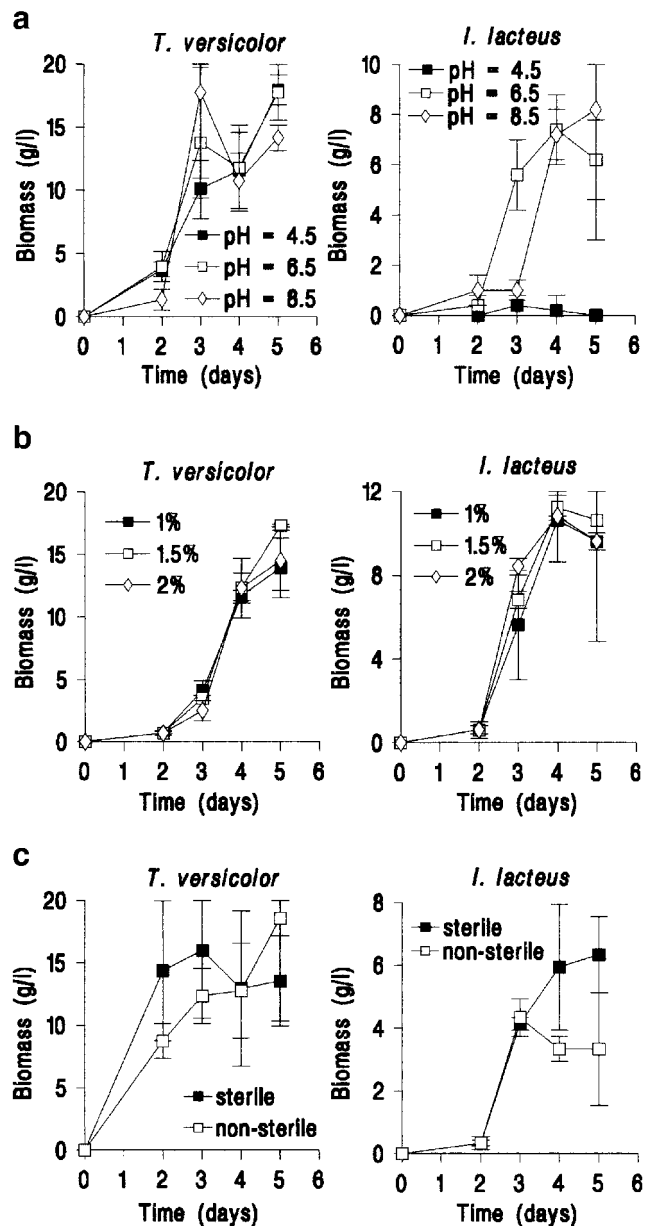 a
T. versicolor
I. lacteus
Biomass (g/l)
20
15
10
5
0
pH = 4.5
pH = 6.5
pH = 8.5
0 1 2 3 4 5 6
Time (days)
Biomass (g/l)
10
8
6
4
2
0
pH = 4.5
pH = 6.5
pH = 8.5
0 1 2 3 4 5 6
Time (days)
b
T. versicolor
I. lacteus
Biomass (g/l)
20
15
10
5
0
1%
1.5%
2%
0 1 2 3 4 5 6
Time (days)
Biomass (g/l)
12
8
4
0
1%
1.5%
2%
0 1 2 3 4 5 6
Time (days)
c
T. versicolor
I. lacteus
Biomass (g/l)
20
15
10
5
0
sterile
non-sterile
0 1 2 3 4 5 6
Time (days)
Biomass (g/l)
8
6
4
2
0
sterile
non-sterile
0 1 2 3 4 5 6
Time (days)